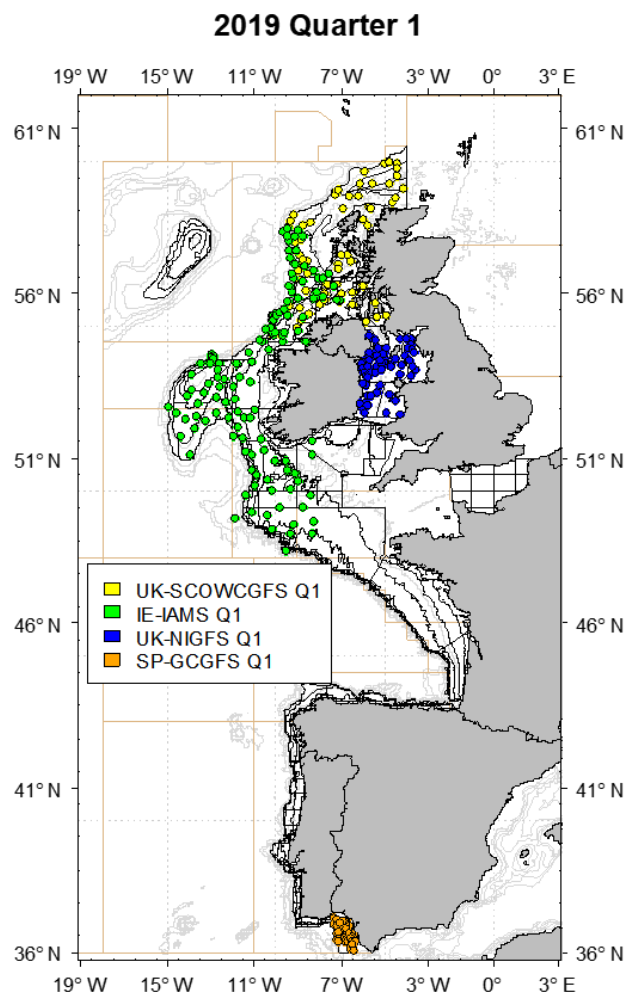 2019 Quarter 1
19° W 15° W 11° W 7° W 3° W 0° 3° E
61° N 61° N
56° N 56° N
51° N 51° N
46° N 46° N
41° N 41° N
36° N 36° N
UK-SCOWCGFS Q1
IE-IAMS Q1
UK-NIGFS Q1
SP-GCGFS Q1
19° W 15° W 11° W 7° W 3° W 0° 3° E